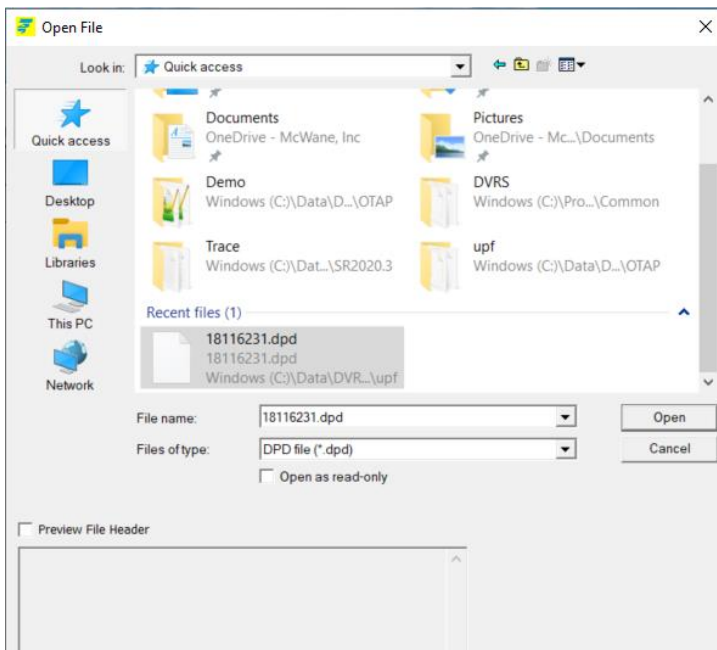 Open File
Look in: Quick access
Quick access
Desktop
Libraries
This PC
Network
Documents
OneDrive - McWane, Inc
Pictures
OneDrive - Mc...\Documents
Demo
Windows (C:)\Data\D...\OTAP
DVRS
Windows (C:)\Pro...\Common
Trace
Windows (C:)\Dat...\SR2020.3
upf
Windows (C:)\Data\D...\OTAP
Recent files (1)
18116231.dpd
18116231.dpd
Windows (C:)\Data\DVR...\upf
File name: 18116231.dpd Open
Files of type: DPD file (*.dpd) Cancel
Open as read-only
Preview File Header